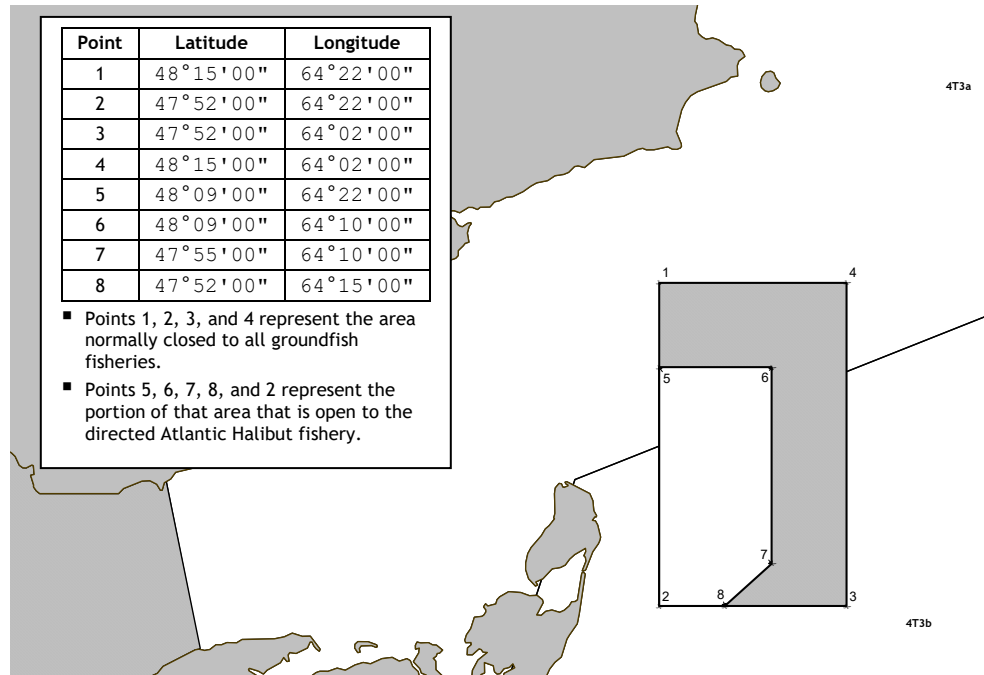 Point Latitude Longitude
1 48°15'00" 64°22'00"
2 47°52'00" 64°22'00"
3 47°52'00" 64°02'00"
4 48°15'00" 64°02'00"
5 48°09'00" 64°22'00"
6 48°09'00" 64°10'00"
7 47°55'00" 64°10'00"
8 47°52'00" 64°15'00"
▪ Points 1, 2, 3, and 4 represent the area
normally closed to all groundfish
fisheries.
▪ Points 5, 6, 7, 8, and 2 represent the
portion of that area that is open to the
directed Atlantic Halibut fishery.
4T3a
1 4
5 6
7
2 8 3
4T3b